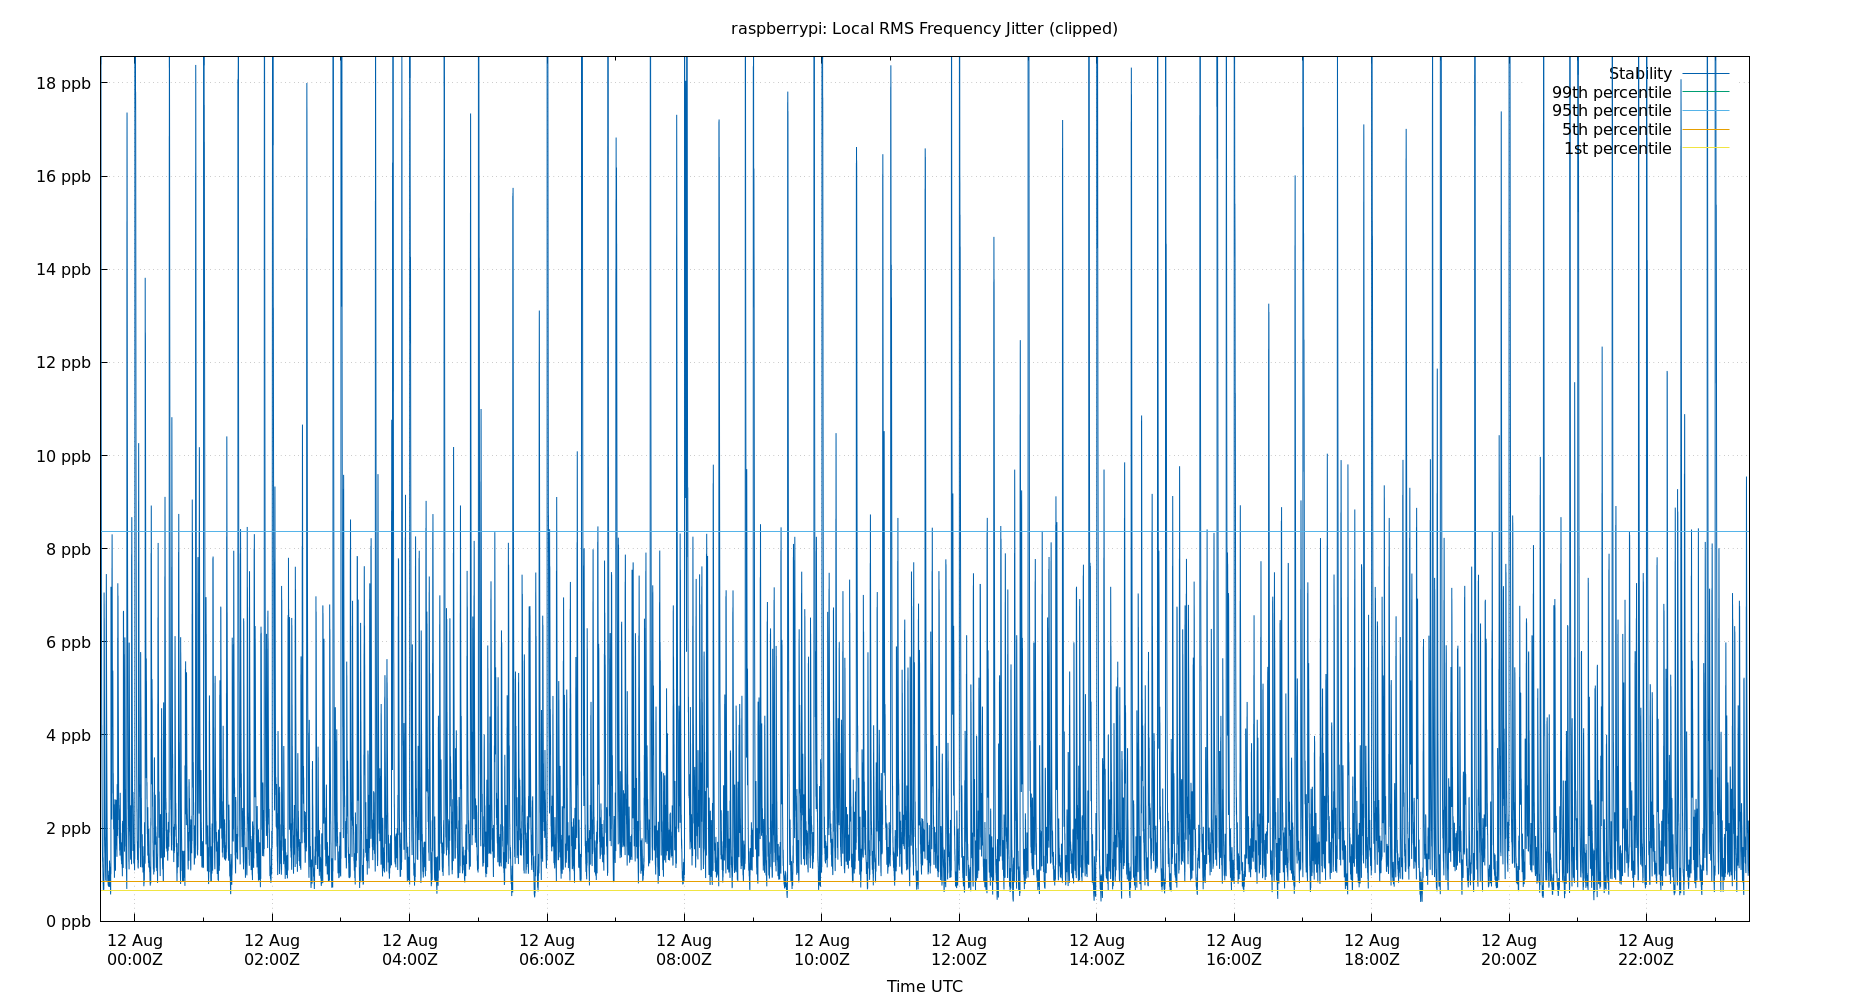 raspberrypi: Local RMS Frequency Jitter (clipped)
Stability
99th percentile
95th percentile
5th percentile
1st percentile
18 ppb
16 ppb
14 ppb
12 ppb
10 ppb
8 ppb
6 ppb
4 ppb
2 ppb
0 ppb
12 Aug 12 Aug 12 Aug 12 Aug 12 Aug 12 Aug 12 Aug 12 Aug 12 Aug 12 Aug 12 Aug 12 Aug
00:00Z 02:00Z 04:00Z 06:00Z 08:00Z 10:00Z 12:00Z 14:00Z 16:00Z 18:00Z 20:00Z 22:00Z
Time UTC